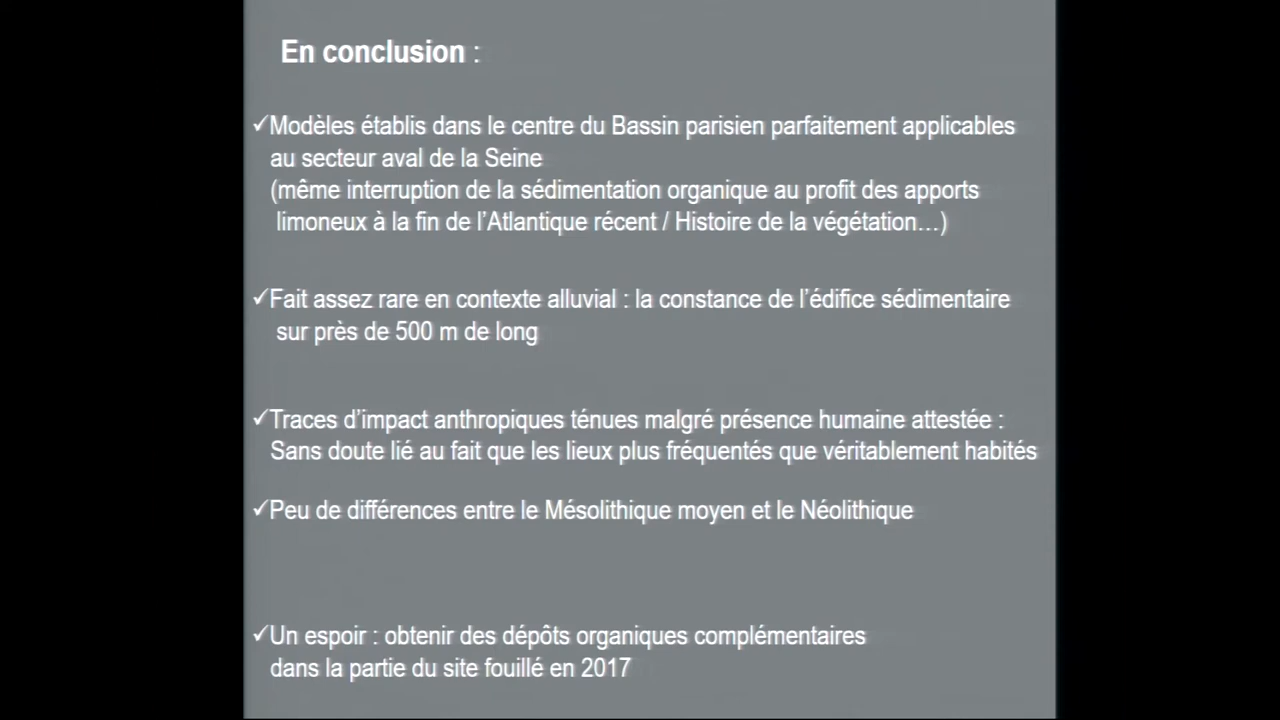 En conclusion :
✓Modèles établis dans le centre du Bassin parisien parfaitement applicables
au secteur aval de la Seine
(même interruption de la sédimentation organique au profit des apports
limoneux à la fin de l'Atlantique récent / Histoire de la végétation…)
✓Fait assez rare en contexte alluvial : la constance de l'édifice sédimentaire
sur près de 500 m de long
✓Traces d'impact anthropiques ténues malgré présence humaine attestée :
Sans doute lié au fait que les lieux plus fréquentés que véritablement habités
✓Peu de différences entre le Mésolithique moyen et le Néolithique
✓Un espoir : obtenir des dépôts organiques complémentaires
dans la partie du site fouillé en 2017